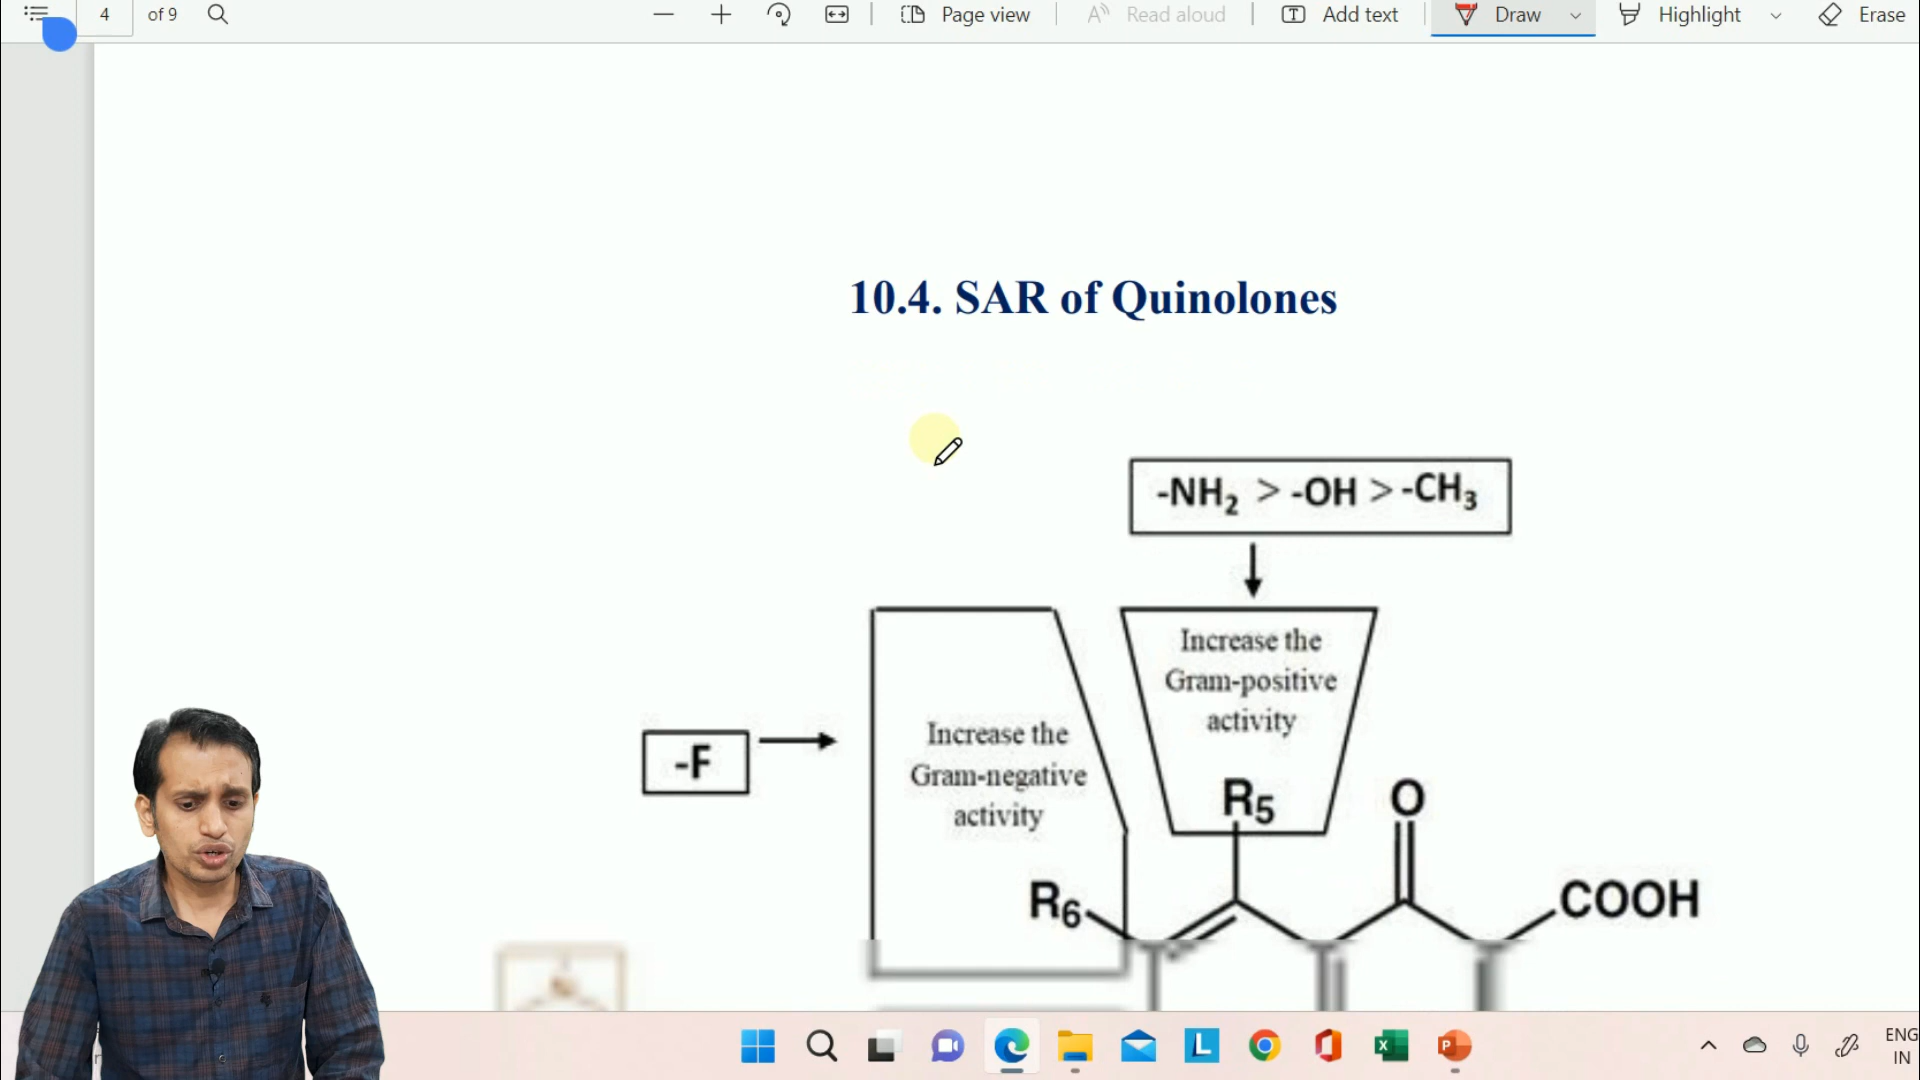 4 of 9
Page view
Read aloud
Add text
Draw
Highlight
Erase
10.4. SAR of Quinolones
-NH2 > -OH > -CH3
Increase the
Gram-positive
activity
-F
Increase the
Gram-negative
activity
R5
O
R6
COOH
ENG
IN